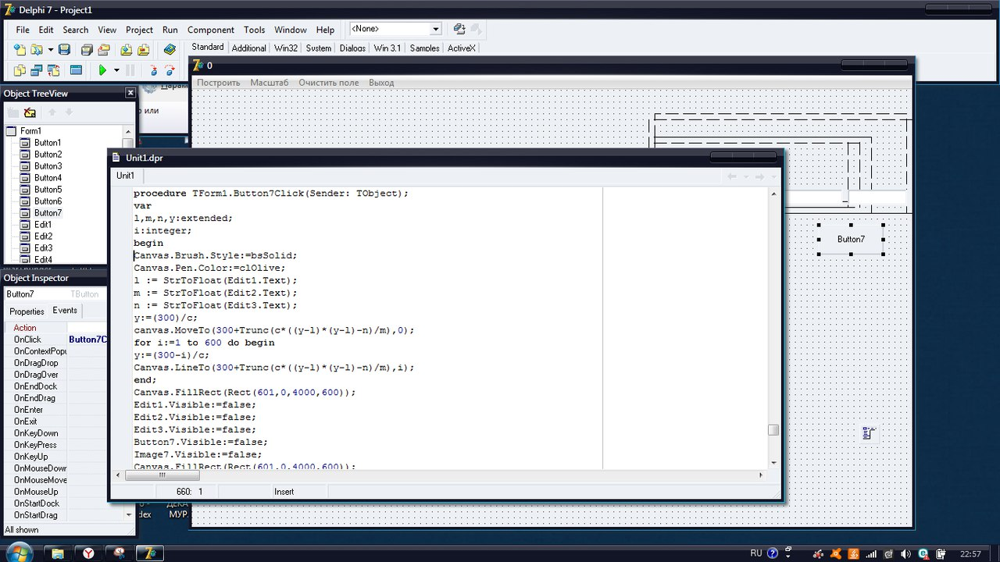 Delphi 7 - Project1
File Edit Search View Project Run Component Tools Window Help <None>
Standard Additional Win32 System Dialogs Win 3.1 Samples ActiveX
0
Построить Масштаб Очистить поле Выход
Object TreeView
или
Form1
Button1
Button2
Button3
Button4
Button5
Button6
Button7
Edit1
Edit2
Edit3
Edit4
Object Inspector
Button7 TButton
Properties Events
Action
OnClick Button7C
OnContextPopu
OnDragDrop
OnDragOver
OnEndDock
OnEndDrag
OnEnter
OnExit
OnKeyDown
OnKeyPress
OnKeyUp
OnMouseDown
OnMouseMove
OnMouseUp
OnStartDock
OnStartDrag
All shown
Unit1.dpr
Unit1
procedure TForm1.Button7Click(Sender: TObject);
var
l,m,n,y:extended;
i:integer;
begin
Canvas.Brush.Style:=bsSolid;
Canvas.Pen.Color:=clOlive;
l := StrToFloat(Edit1.Text);
m := StrToFloat(Edit2.Text);
n := StrToFloat(Edit3.Text);
y:=(300)/c;
canvas.MoveTo(300+Trunc(c*((y-l)*(y-l)-n)/m),0);
for i:=1 to 600 do begin
y:=(300-i)/c;
Canvas.LineTo(300+Trunc(c*((y-l)*(y-l)-n)/m),i);
end;
Canvas.FillRect(Rect(601,0,4000,600));
Edit1.Visible:=false;
Edit2.Visible:=false;
Edit3.Visible:=false;
Button7.Visible:=false;
Image7.Visible:=false;
Canvas.FillRect(Rect(601,0,4000,600));
660: 1 Insert
Button7
dex МУР
RU 22:57